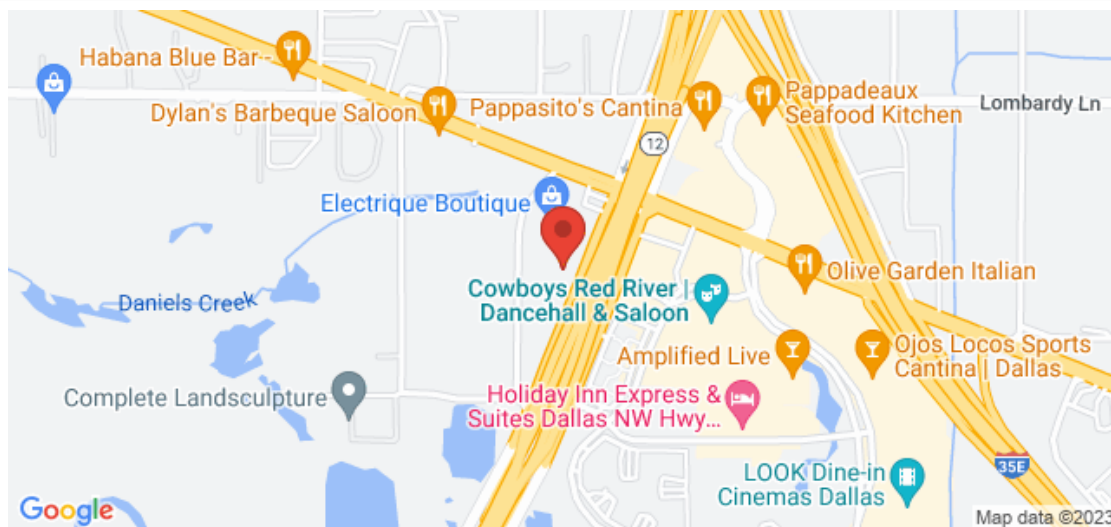 Habana Blue Bar
Dylan's Barbeque Saloon
Pappasito's Cantina
Pappadeaux
Seafood Kitchen
Lombardy Ln
12
Electrique Boutique
Daniels Creek
Cowboys Red River |
Dancehall & Saloon
Olive Garden Italian
Amplified Live
Ojos Locos Sports
Cantina | Dallas
Complete Landsculpture
Holiday Inn Express &
Suites Dallas NW Hwy...
LOOK Dine-in
Cinemas Dallas
35E
Google
Map data ©2023